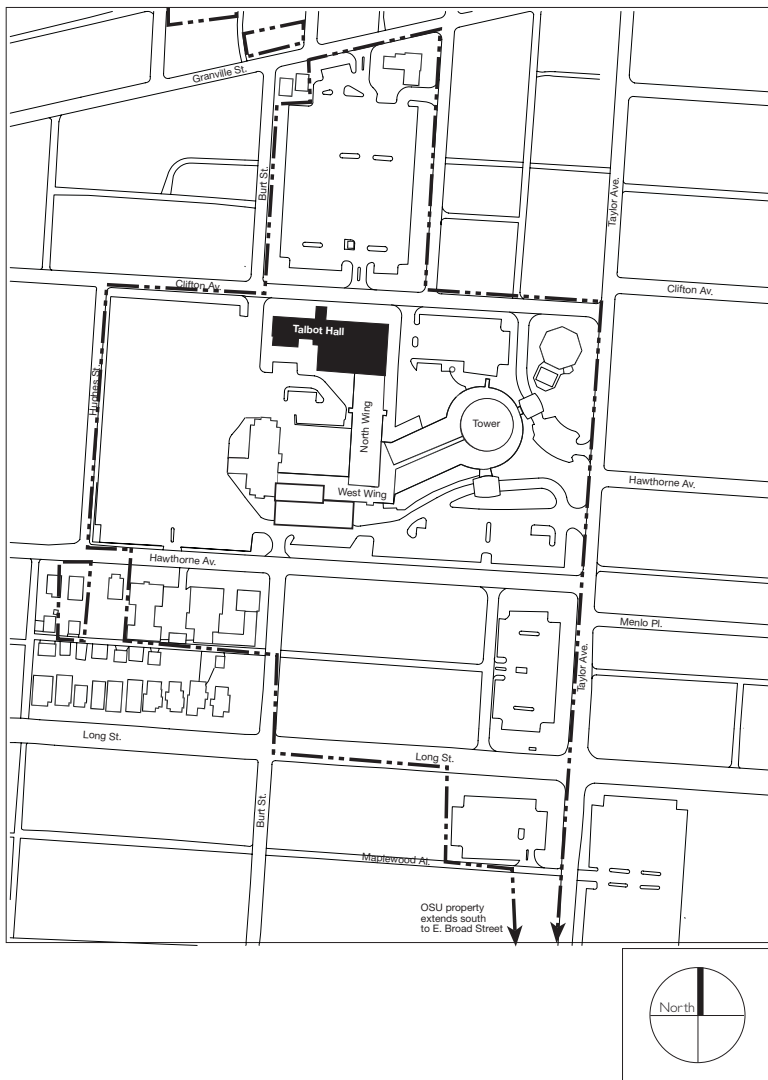 Granville St.
Burt St.
Taylor Ave.
Clifton Av.
Clifton Av.
Talbot Hall
Hughes St.
North Wing
Tower
Hawthorne Av.
West Wing
Hawthorne Av.
Menlo Pl.
Taylor Ave.
Long St.
Long St.
Burt St.
Maplewood Al.
OSU property
extends south
to E. Broad Street
North